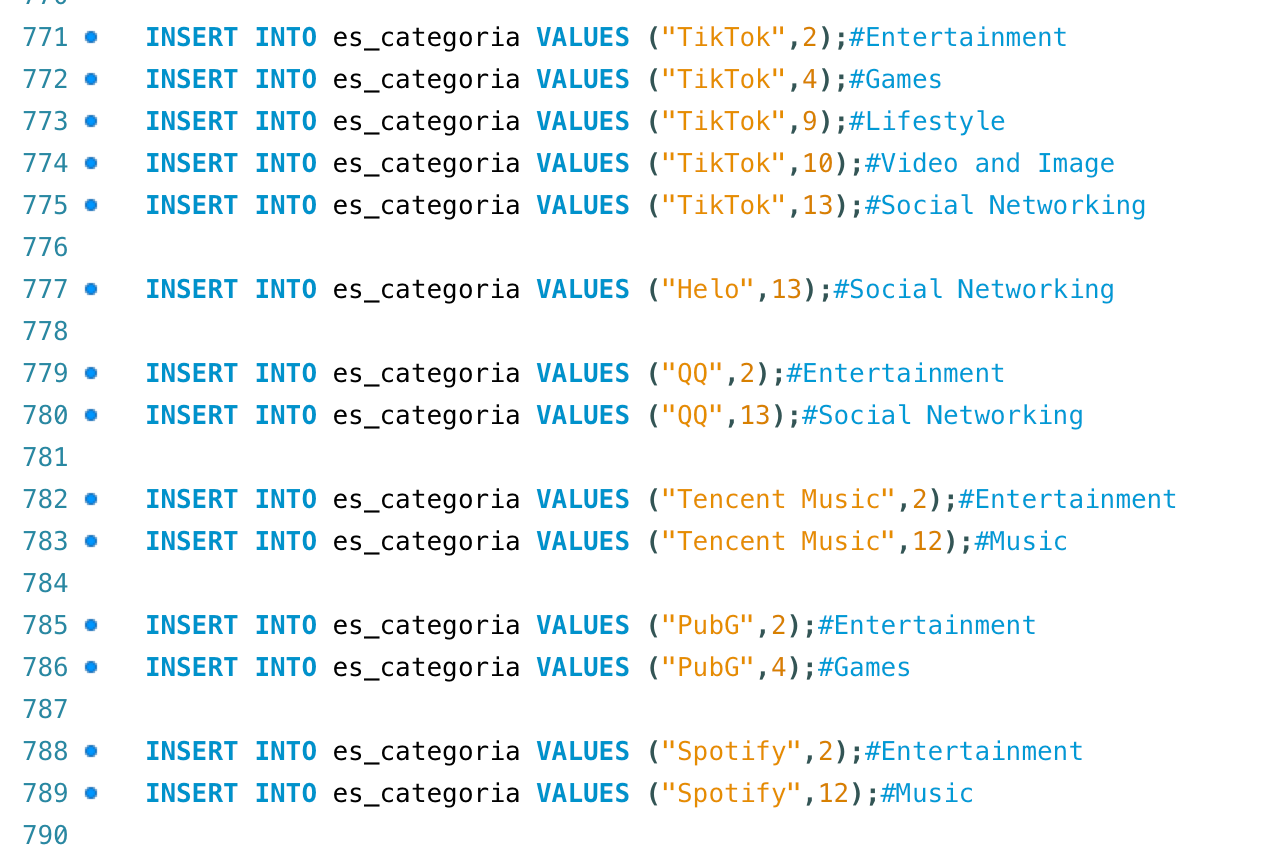 770
771 INSERT INTO es_categoria VALUES ("TikTok",2);#Entertainment
772 INSERT INTO es_categoria VALUES ("TikTok",4);#Games
773 INSERT INTO es_categoria VALUES ("TikTok",9);#Lifestyle
774 INSERT INTO es_categoria VALUES ("TikTok",10);#Video and Image
775 INSERT INTO es_categoria VALUES ("TikTok",13);#Social Networking
776
777 INSERT INTO es_categoria VALUES ("Helo",13);#Social Networking
778
779 INSERT INTO es_categoria VALUES ("QQ",2);#Entertainment
780 INSERT INTO es_categoria VALUES ("QQ",13);#Social Networking
781
782 INSERT INTO es_categoria VALUES ("Tencent Music",2);#Entertainment
783 INSERT INTO es_categoria VALUES ("Tencent Music",12);#Music
784
785 INSERT INTO es_categoria VALUES ("PubG",2);#Entertainment
786 INSERT INTO es_categoria VALUES ("PubG",4);#Games
787
788 INSERT INTO es_categoria VALUES ("Spotify",2);#Entertainment
789 INSERT INTO es_categoria VALUES ("Spotify",12);#Music
790